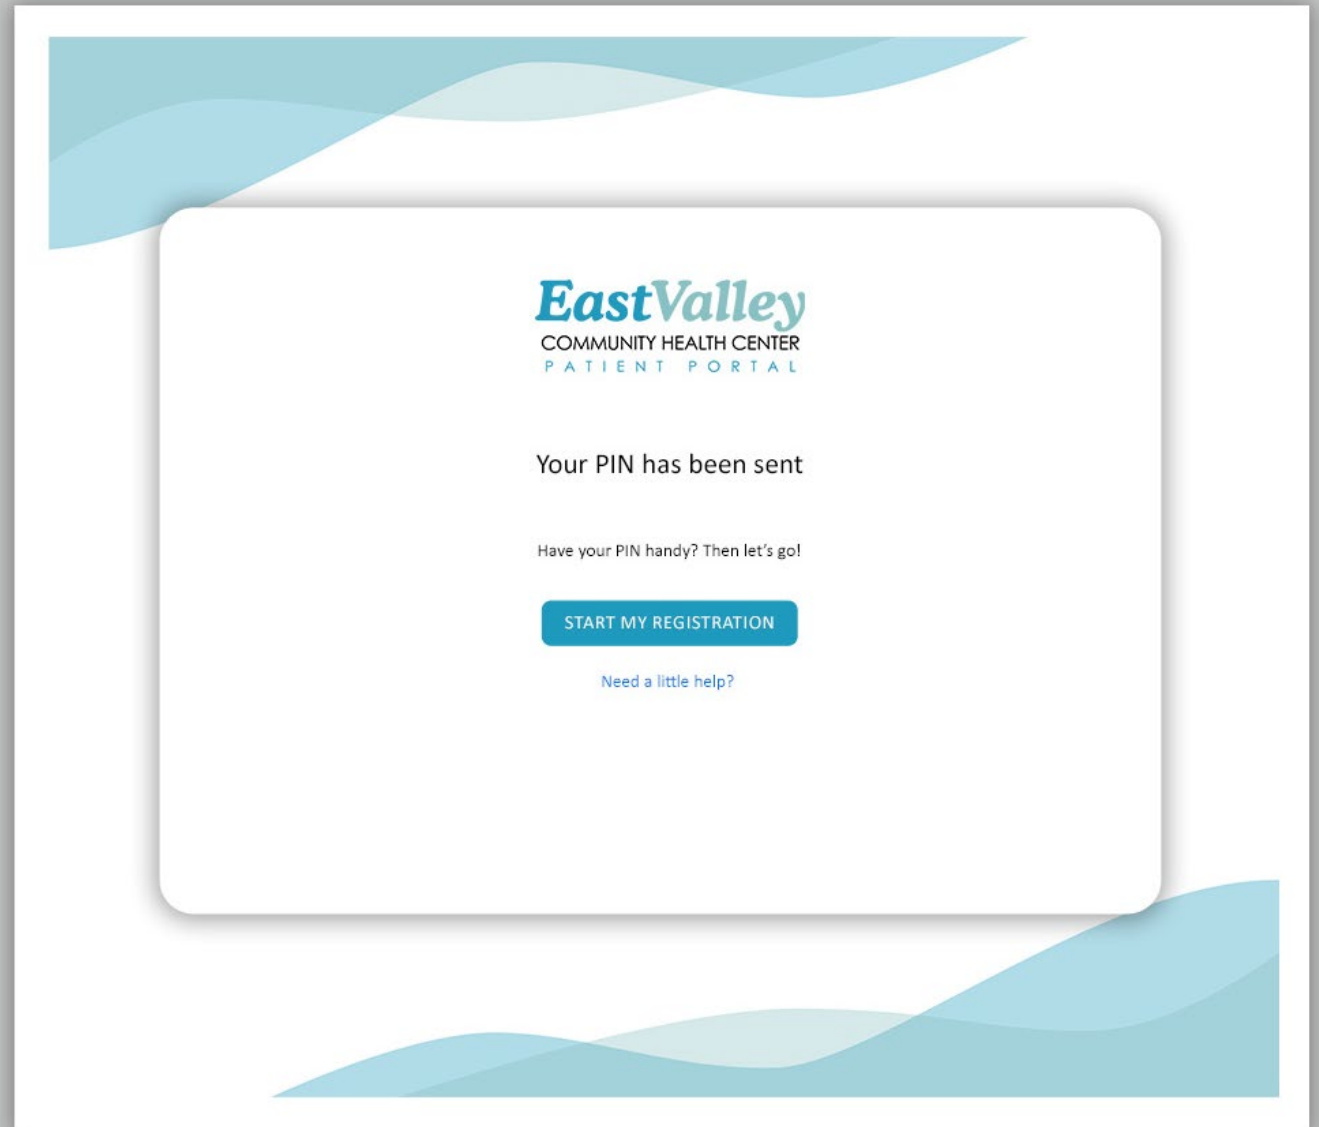 EastValley
COMMUNITY HEALTH CENTER
PATIENT PORTAL
Your PIN has been sent
Have your PIN handy? Then let's go!
START MY REGISTRATION
Need a little help?